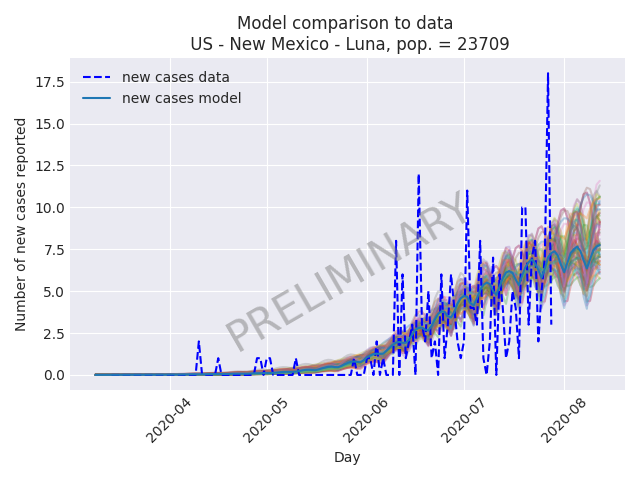 Model comparison to data
US - New Mexico - Luna, pop. = 23709
new cases data
new cases model
PRELIMINARY
Number of new cases reported
17.5
15.0
12.5
10.0
7.5
5.0
2.5
0.0
2020-04
2020-05
2020-06
2020-07
2020-08
Day